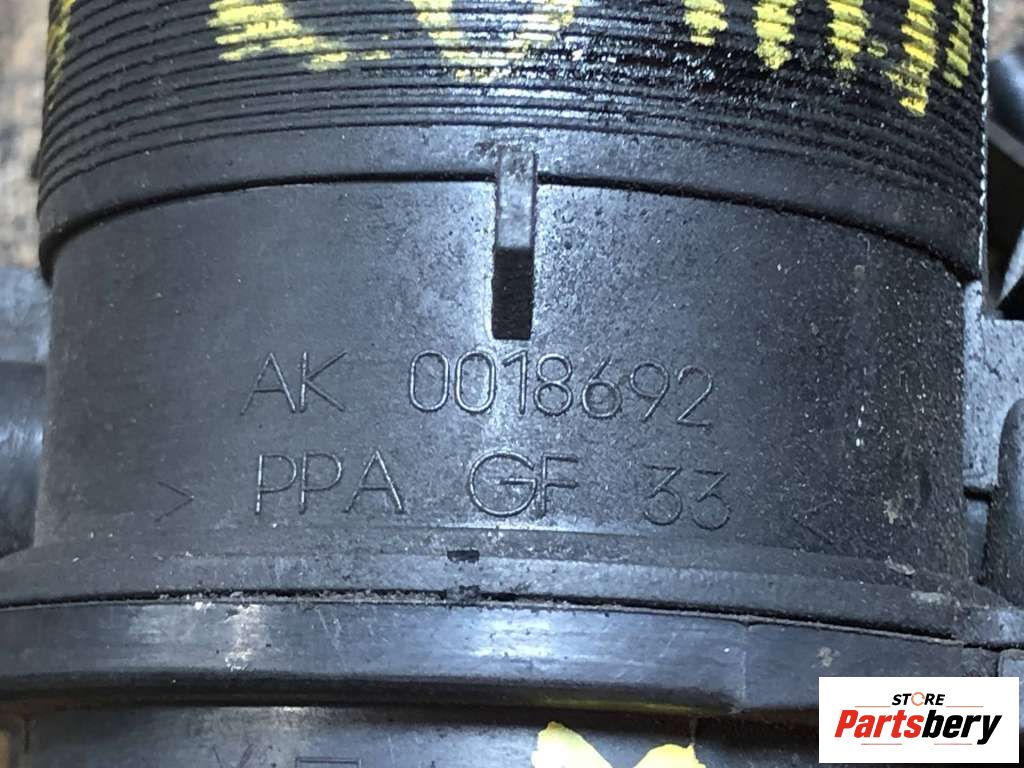 AK 0018692
> PPA GF 33 <
STORE
Partsbery